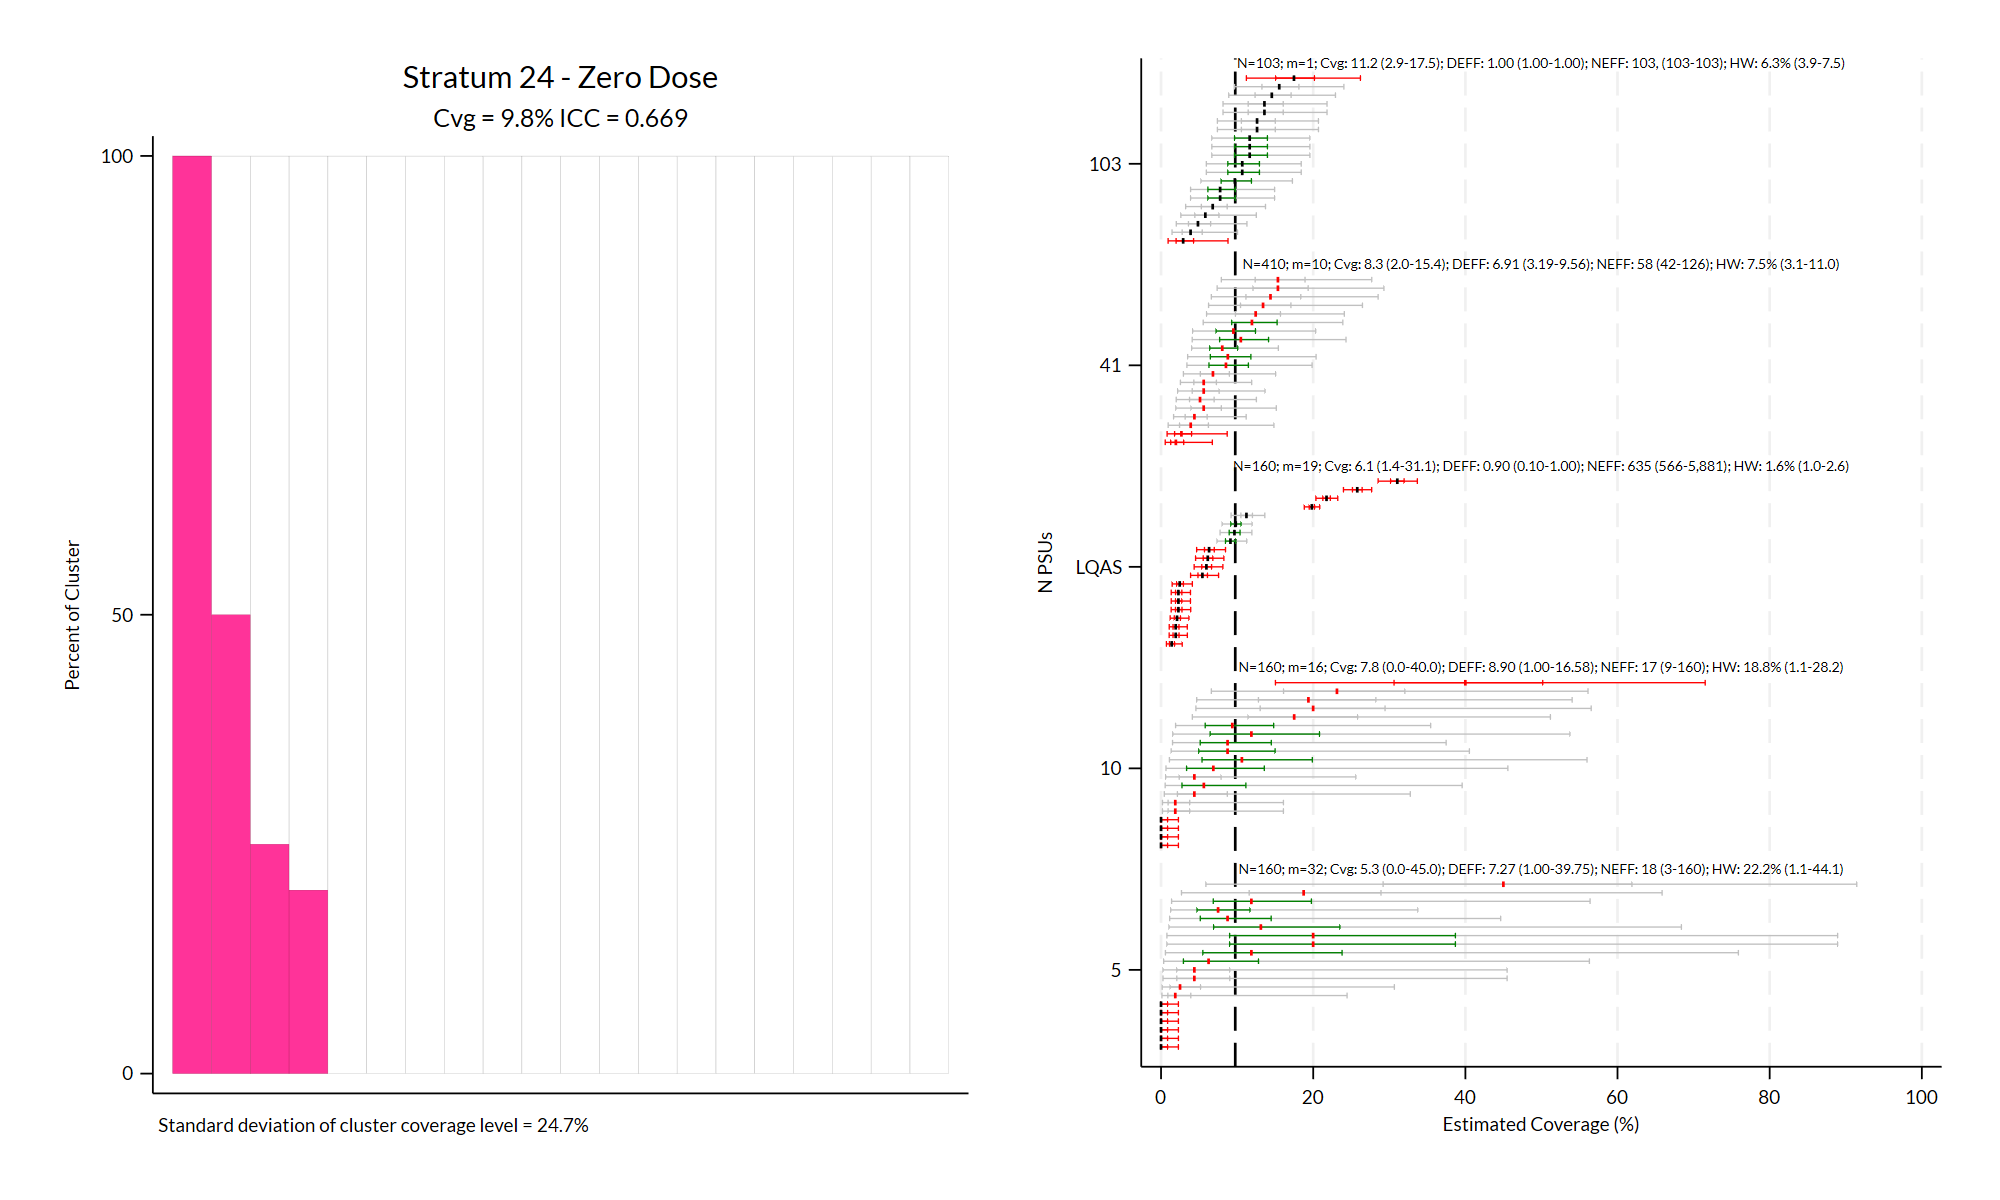 Stratum 24 - Zero Dose
Cvg = 9.8% ICC = 0.669
Percent of Cluster
100
50
0
Standard deviation of cluster coverage level = 24.7%
N PSUs
N=103; m=1; Cvg: 11.2 (2.9-17.5); DEFF: 1.00 (1.00-1.00); NEFF: 103, (103-103); HW: 6.3% (3.9-7.5)
103
N=410; m=10; Cvg: 8.3 (2.0-15.4); DEFF: 6.91 (3.19-9.56); NEFF: 58 (42-126); HW: 7.5% (3.1-11.0)
41
N=160; m=19; Cvg: 6.1 (1.4-31.1); DEFF: 0.90 (0.10-1.00); NEFF: 635 (566-5,881); HW: 1.6% (1.0-2.6)
LQAS
N=160; m=16; Cvg: 7.8 (0.0-40.0); DEFF: 8.90 (1.00-16.58); NEFF: 17 (9-160); HW: 18.8% (1.1-28.2)
10
N=160; m=32; Cvg: 5.3 (0.0-45.0); DEFF: 7.27 (1.00-39.75); NEFF: 18 (3-160); HW: 22.2% (1.1-44.1)
5
0 20 40 60 80 100
Estimated Coverage (%)